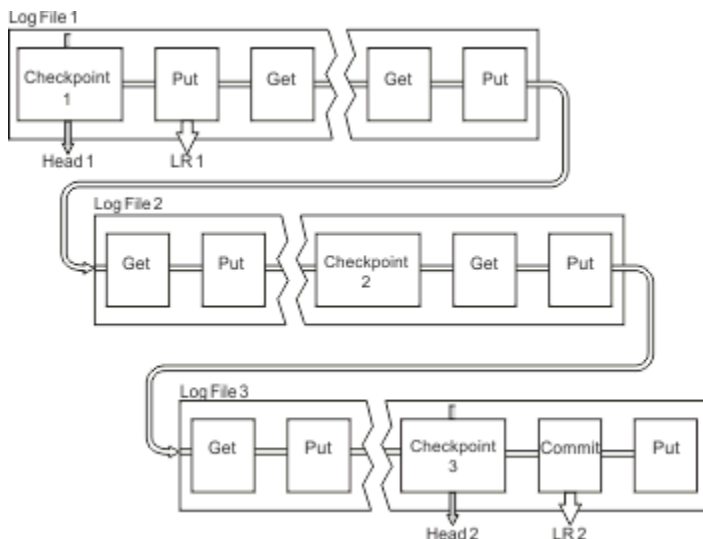 Log File 1
Checkpoint
1
Put
Get
Get
Put
Head 1
LR 1
Log File 2
Get
Put
Checkpoint
2
Get
Put
Log File 3
Get
Put
Checkpoint
3
Commit
Put
Head 2
LR 2